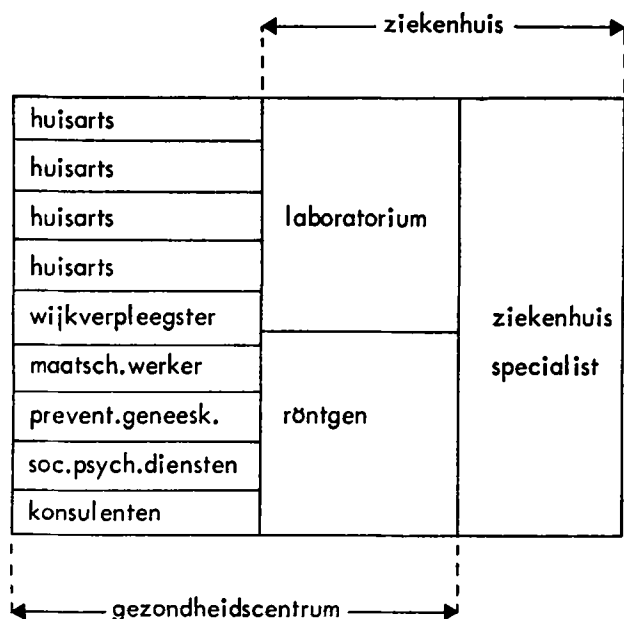 ziekenhuis
huisarts
huisarts
huisarts
huisarts
wijkverpleegster
maatsch.werker
prevent.geneesk.
soc.psych.diensten
konsulenten
laboratorium
röntgen
ziekenhuis
specialist
gezondheidscentrum